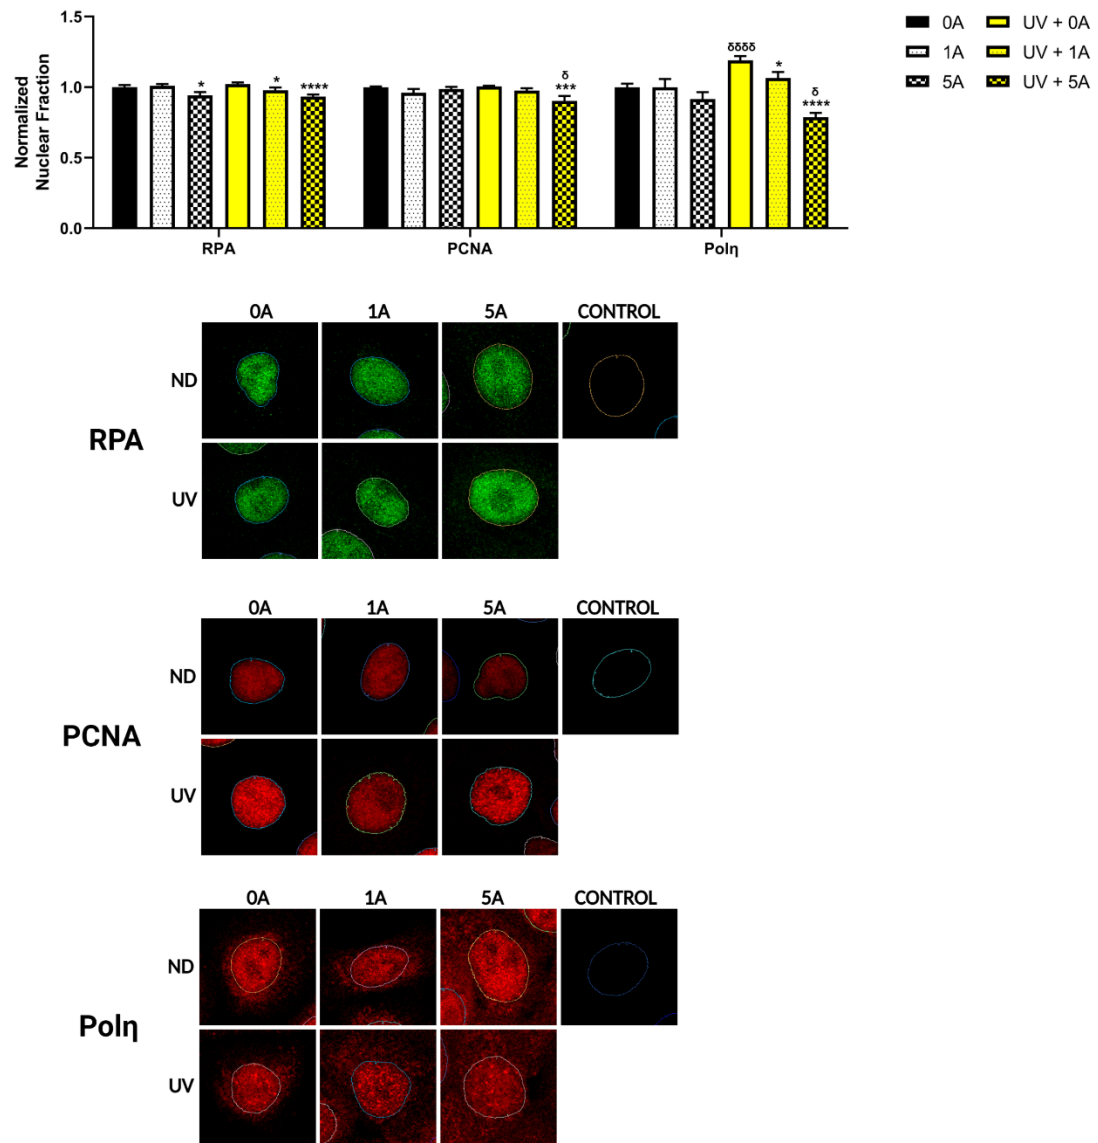 1.5
1.0
0.5
0.0
Normalized
Nuclear Fraction
* * **** δ *** δδδδ * δ ****
RPA PCNA Polη
0A UV + 0A
1A UV + 1A
5A UV + 5A
0A 1A 5A CONTROL
ND
RPA
UV
0A 1A 5A CONTROL
ND
PCNA
UV
0A 1A 5A CONTROL
ND
Polη
UV